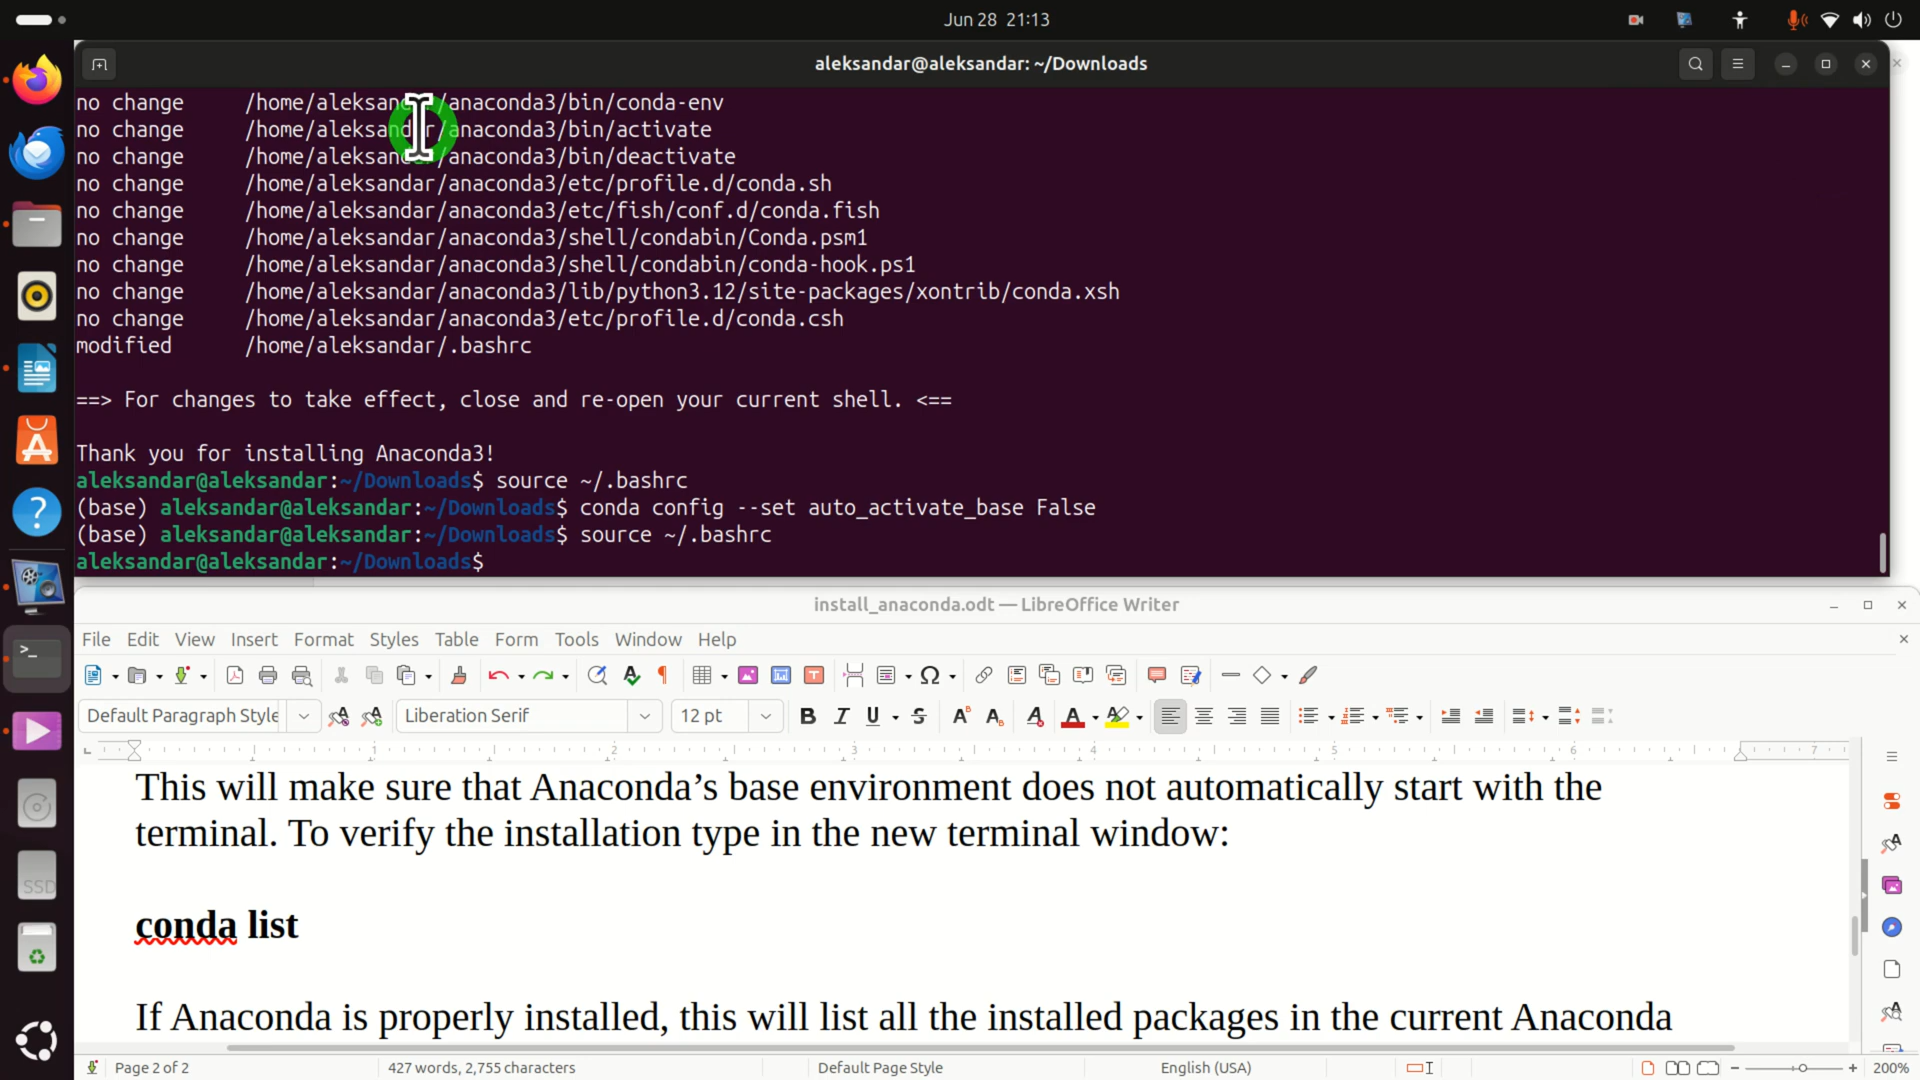 Jun 28 21:13
aleksandar@aleksandar: ~/Downloads
no change /home/aleksandar/anaconda3/bin/conda-env
no change /home/aleksandar/anaconda3/bin/activate
no change /home/aleksandar/anaconda3/bin/deactivate
no change /home/aleksandar/anaconda3/etc/profile.d/conda.sh
no change /home/aleksandar/anaconda3/etc/fish/conf.d/conda.fish
no change /home/aleksandar/anaconda3/shell/condabin/Conda.psm1
no change /home/aleksandar/anaconda3/shell/condabin/conda-hook.ps1
no change /home/aleksandar/anaconda3/lib/python3.12/site-packages/xontrib/conda.xsh
no change /home/aleksandar/anaconda3/etc/profile.d/conda.csh
modified /home/aleksandar/.bashrc
==> For changes to take effect, close and re-open your current shell. <==
Thank you for installing Anaconda3!
aleksandar@aleksandar:~/Downloads$ source ~/.bashrc
(base) aleksandar@aleksandar:~/Downloads$ conda config --set auto_activate_base False
(base) aleksandar@aleksandar:~/Downloads$ source ~/.bashrc
aleksandar@aleksandar:~/Downloads$
install_anaconda.odt — LibreOffice Writer
File Edit View Insert Format Styles Table Form Tools Window Help
Default Paragraph Style Liberation Serif 12 pt
1 2 3 4 5 6 7
This will make sure that Anaconda’s base environment does not automatically start with the
terminal. To verify the installation type in the new terminal window:
conda list
If Anaconda is properly installed, this will list all the installed packages in the current Anaconda
SSD
Page 2 of 2 427 words, 2,755 characters Default Page Style English (USA) 200%